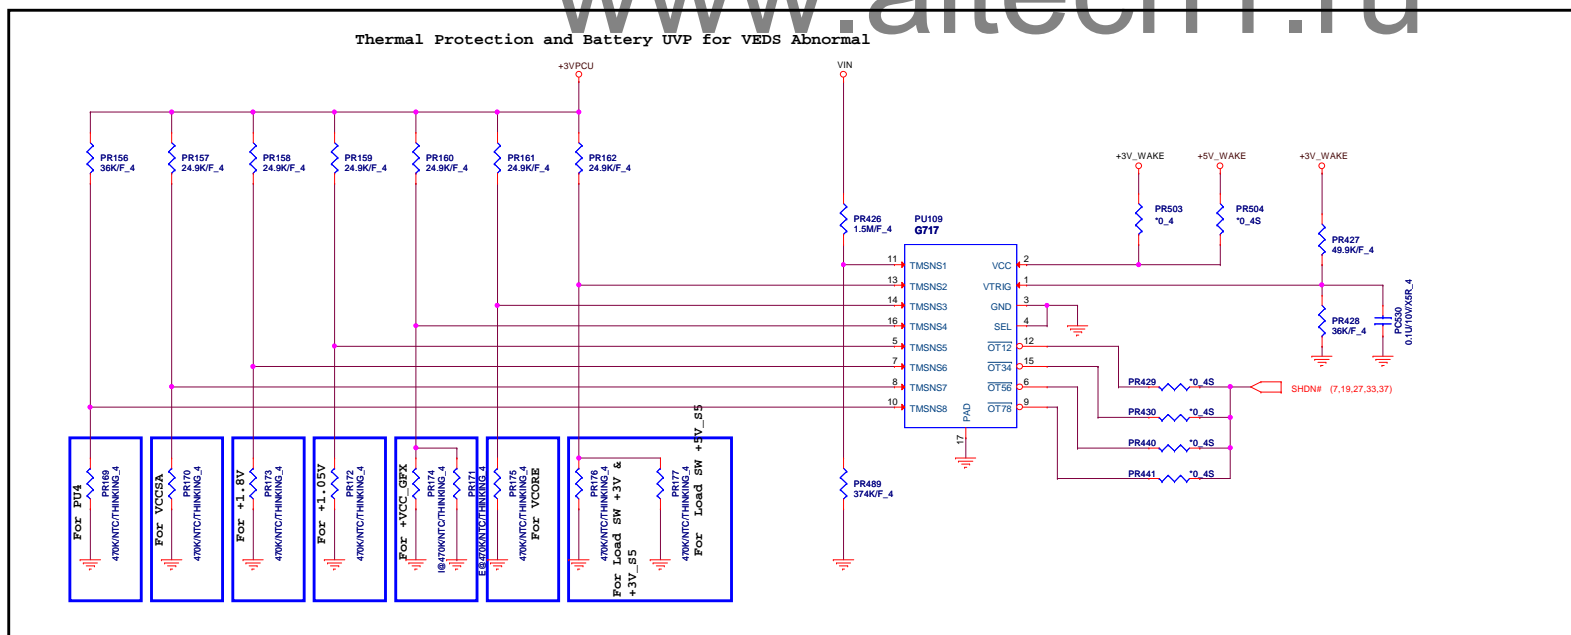 www.aitech1.ru
Thermal Protection and Battery UVP for VEDS Abnormal
+3VPCU
VIN
PR156
36K/F_4
PR157
24.9K/F_4
PR158
24.9K/F_4
PR159
24.9K/F_4
PR160
24.9K/F_4
PR161
24.9K/F_4
PR162
24.9K/F_4
+3V_WAKE
+5V_WAKE
+3V_WAKE
PR503
*0_4
PR504
*0_4S
PR426
1.5M/F_4
PU109
G717
PR427
49.9K/F_4
11 TMSNS1
13 TMSNS2
14 TMSNS3
16 TMSNS4
5 TMSNS5
7 TMSNS6
8 TMSNS7
10 TMSNS8
VCC 2
VTRIG 1
GND 3
SEL 4
OT12 12
OT34 15
OT56 6
OT78 9
PAD
17
PR428
36K/F_4
PC530
0.1U/10V/X5R_4
PR429 *0_4S
PR430 *0_4S
PR440 *0_4S
PR441 *0_4S
SHDN# (7,19,27,33,37)
PR489
374K/F_4
For PU4
PR169
470K/NTC/THINKING_4
For VCCSA
PR170
470K/NTC/THINKING_4
For +1.8V
PR173
470K/NTC/THINKING_4
For +1.05V
PR172
470K/NTC/THINKING_4
For +VCC_GFX
PR174
I@470K/NTC/THINKING_4
PR171
E@470K/NTC/THINKING_4
PR175
470K/NTC/THINKING_4
For VCORE
PR176
470K/NTC/THINKING_4
For Load SW +3V &
+3V_S5
PR177
470K/NTC/THINKING_4
For Load SW +5V_S5